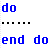 do
……
end do